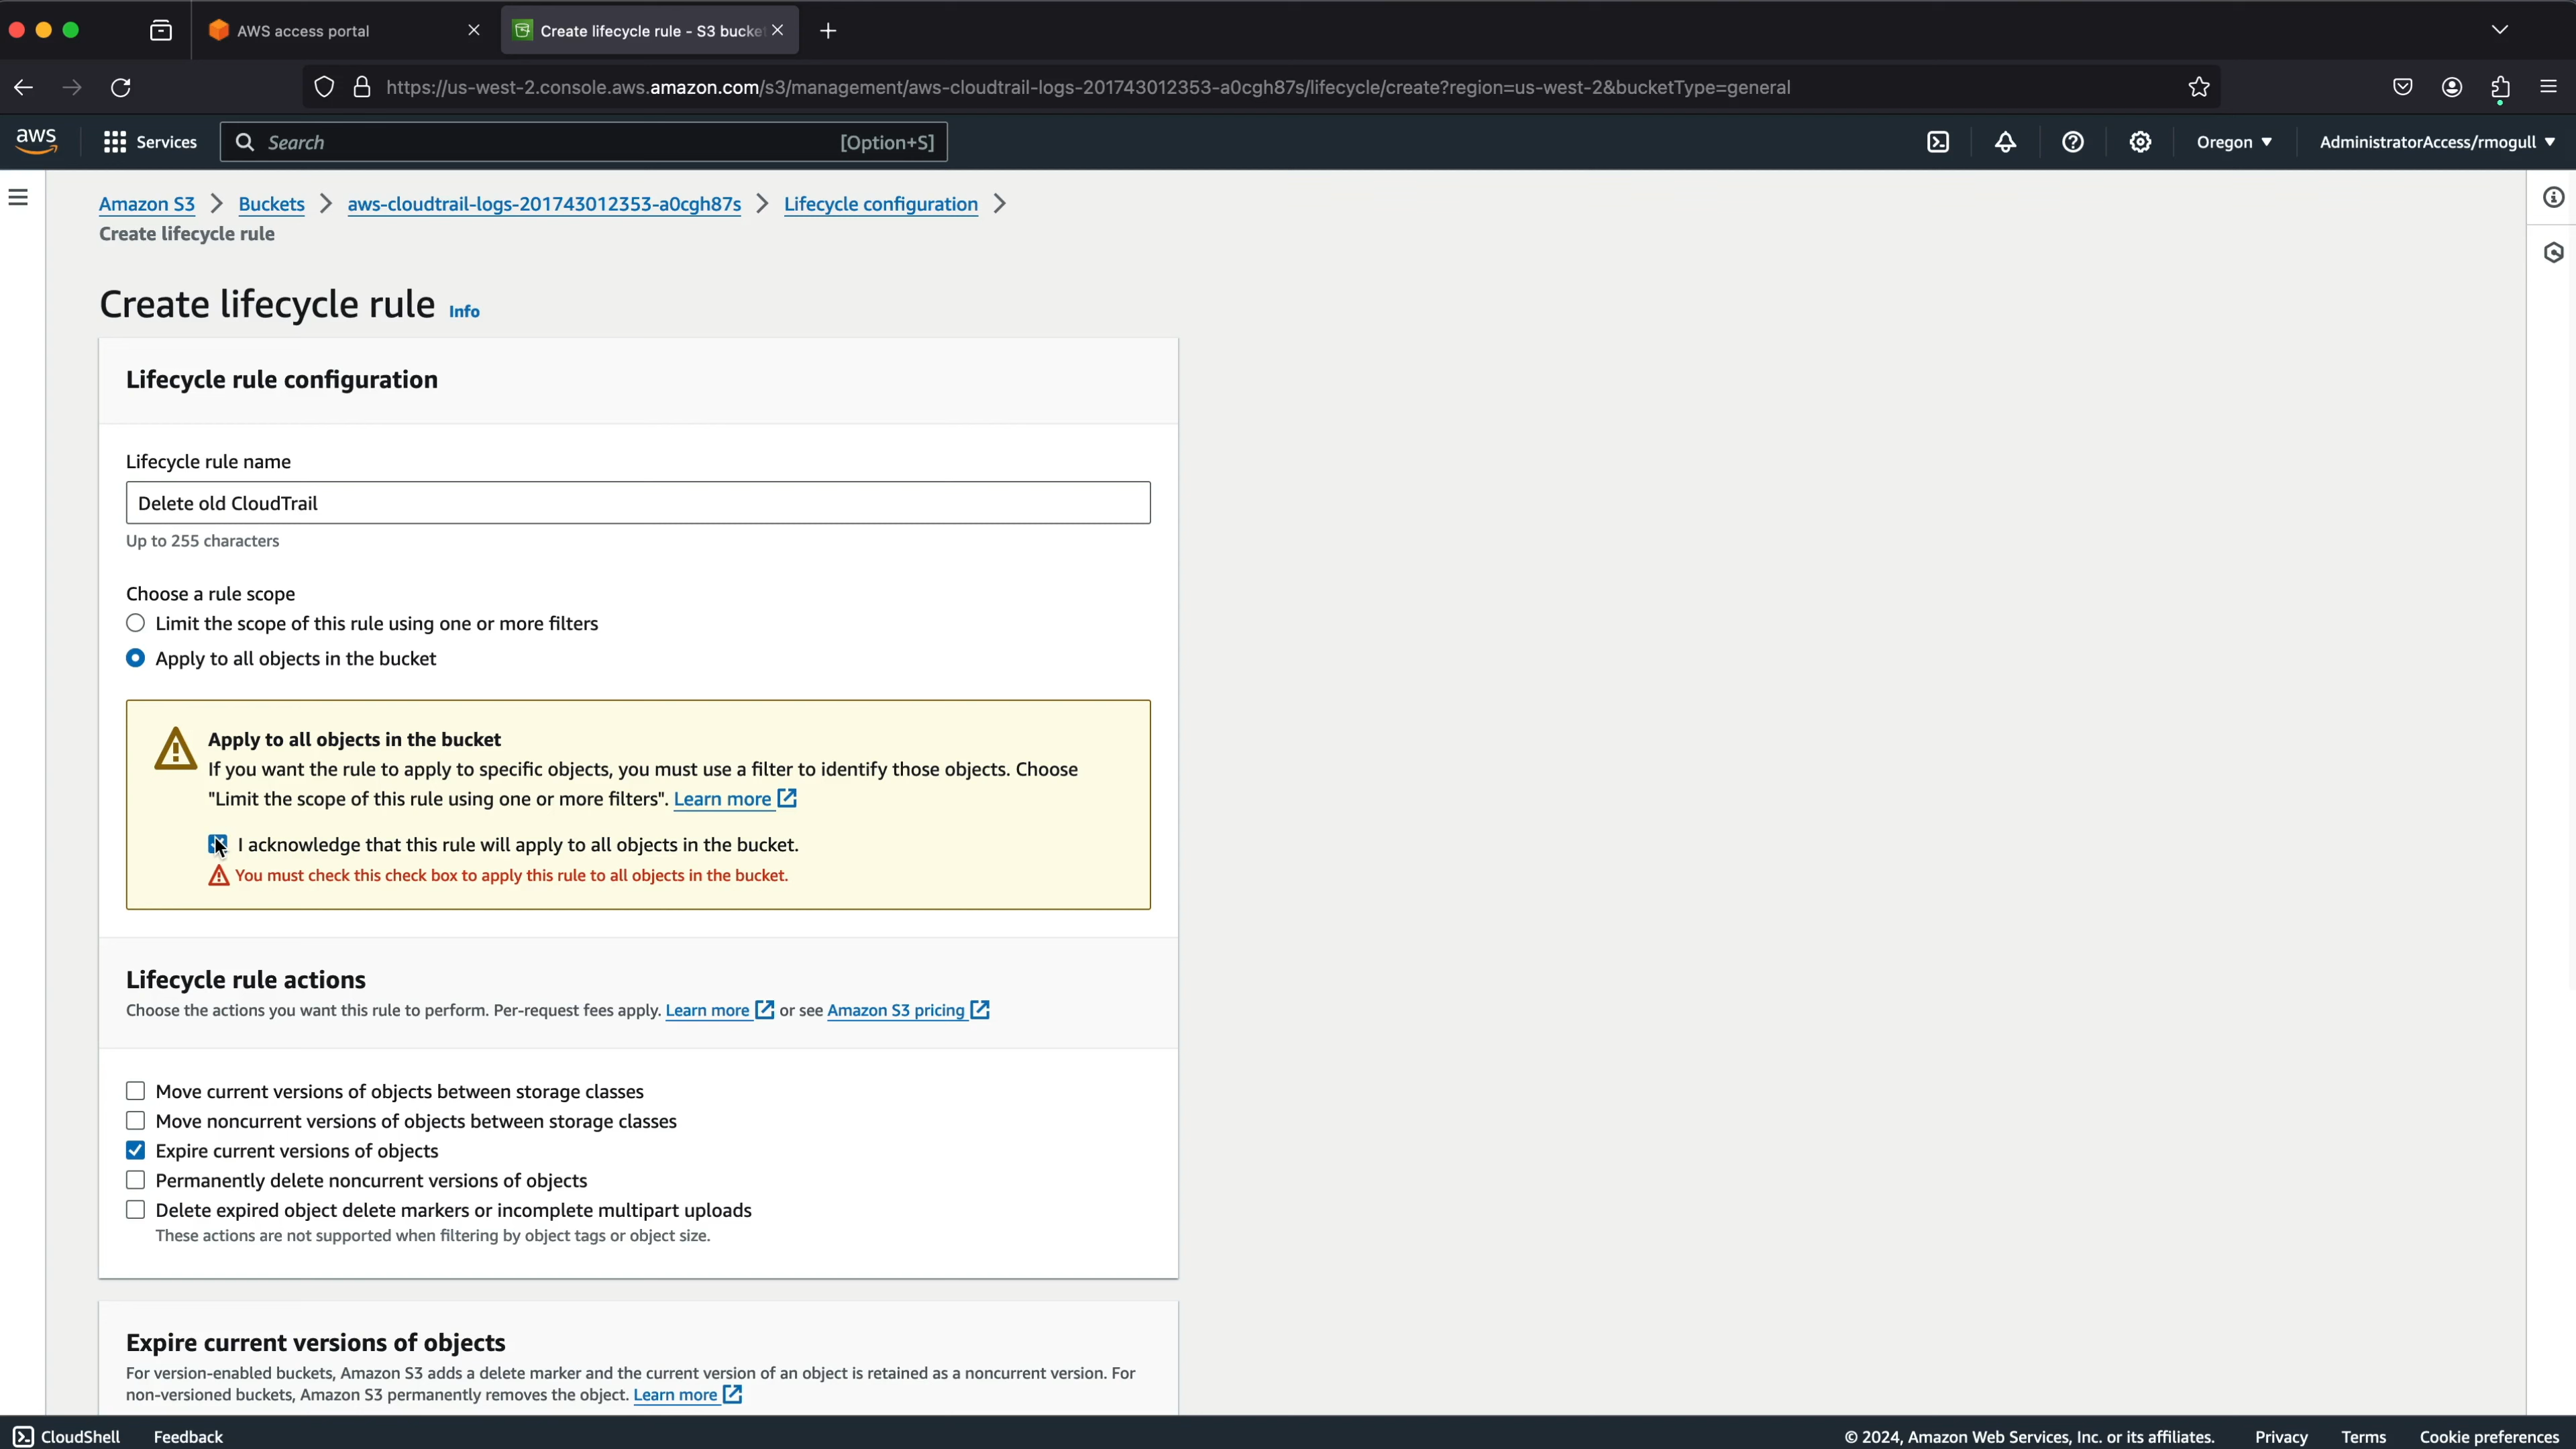 AWS access portal
Create lifecycle rule - S3 bucke
https://us-west-2.console.aws.amazon.com/s3/management/aws-cloudtrail-logs-201743012353-a0cgh87s/lifecycle/create?region=us-west-2&bucketType=general
aws
Services
Search
[Option+S]
Oregon
AdministratorAccess/rmogull
Amazon S3 > Buckets > aws-cloudtrail-logs-201743012353-a0cgh87s > Lifecycle configuration >
Create lifecycle rule
Create lifecycle rule Info
Lifecycle rule configuration
Lifecycle rule name
Delete old CloudTrail
Up to 255 characters
Choose a rule scope
Limit the scope of this rule using one or more filters
Apply to all objects in the bucket
Apply to all objects in the bucket
If you want the rule to apply to specific objects, you must use a filter to identify those objects. Choose
"Limit the scope of this rule using one or more filters". Learn more
I acknowledge that this rule will apply to all objects in the bucket.
You must check this check box to apply this rule to all objects in the bucket.
Lifecycle rule actions
Choose the actions you want this rule to perform. Per-request fees apply. Learn more or see Amazon S3 pricing
Move current versions of objects between storage classes
Move noncurrent versions of objects between storage classes
Expire current versions of objects
Permanently delete noncurrent versions of objects
Delete expired object delete markers or incomplete multipart uploads
These actions are not supported when filtering by object tags or object size.
Expire current versions of objects
For version-enabled buckets, Amazon S3 adds a delete marker and the current version of an object is retained as a noncurrent version. For
non-versioned buckets, Amazon S3 permanently removes the object. Learn more
CloudShell
Feedback
© 2024, Amazon Web Services, Inc. or its affiliates.
Privacy
Terms
Cookie preferences